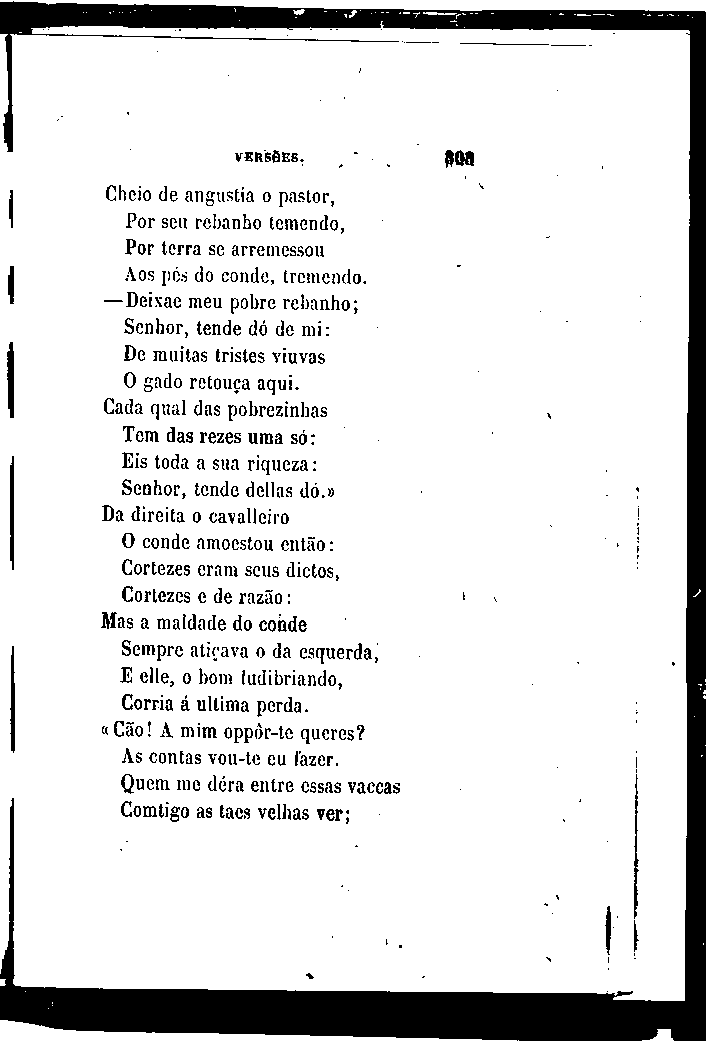 VERSÕES.
Cheio de angustia o pastor,
Por seu rebanho temendo,
Por terra se arremessou
Aos pés do conde, tremendo.
—Deixae meu pobre rebanho;
Senhor, tende dó de mi:
De muitas tristes viuvas
O gado retouça aqui.
Cada qual das pobrezinhas
Tem das rezes uma só:
Eis toda a sua riqueza:
Senhor, tende dellas dó.»
Da direita o cavalleiro
O conde amoestou então:
Cortezes eram seus dictos,
Cortezes e de razão:
Mas a maldade do conde
Sempre atiçava o da esquerda,
E elle, o bom ludibriando,
Corria á ultima perda.
«Cão! A mim oppôr-te queres?
As contas vou-te eu fazer.
Quem me déra entre essas vaccas
Comtigo as taes velhas ver;